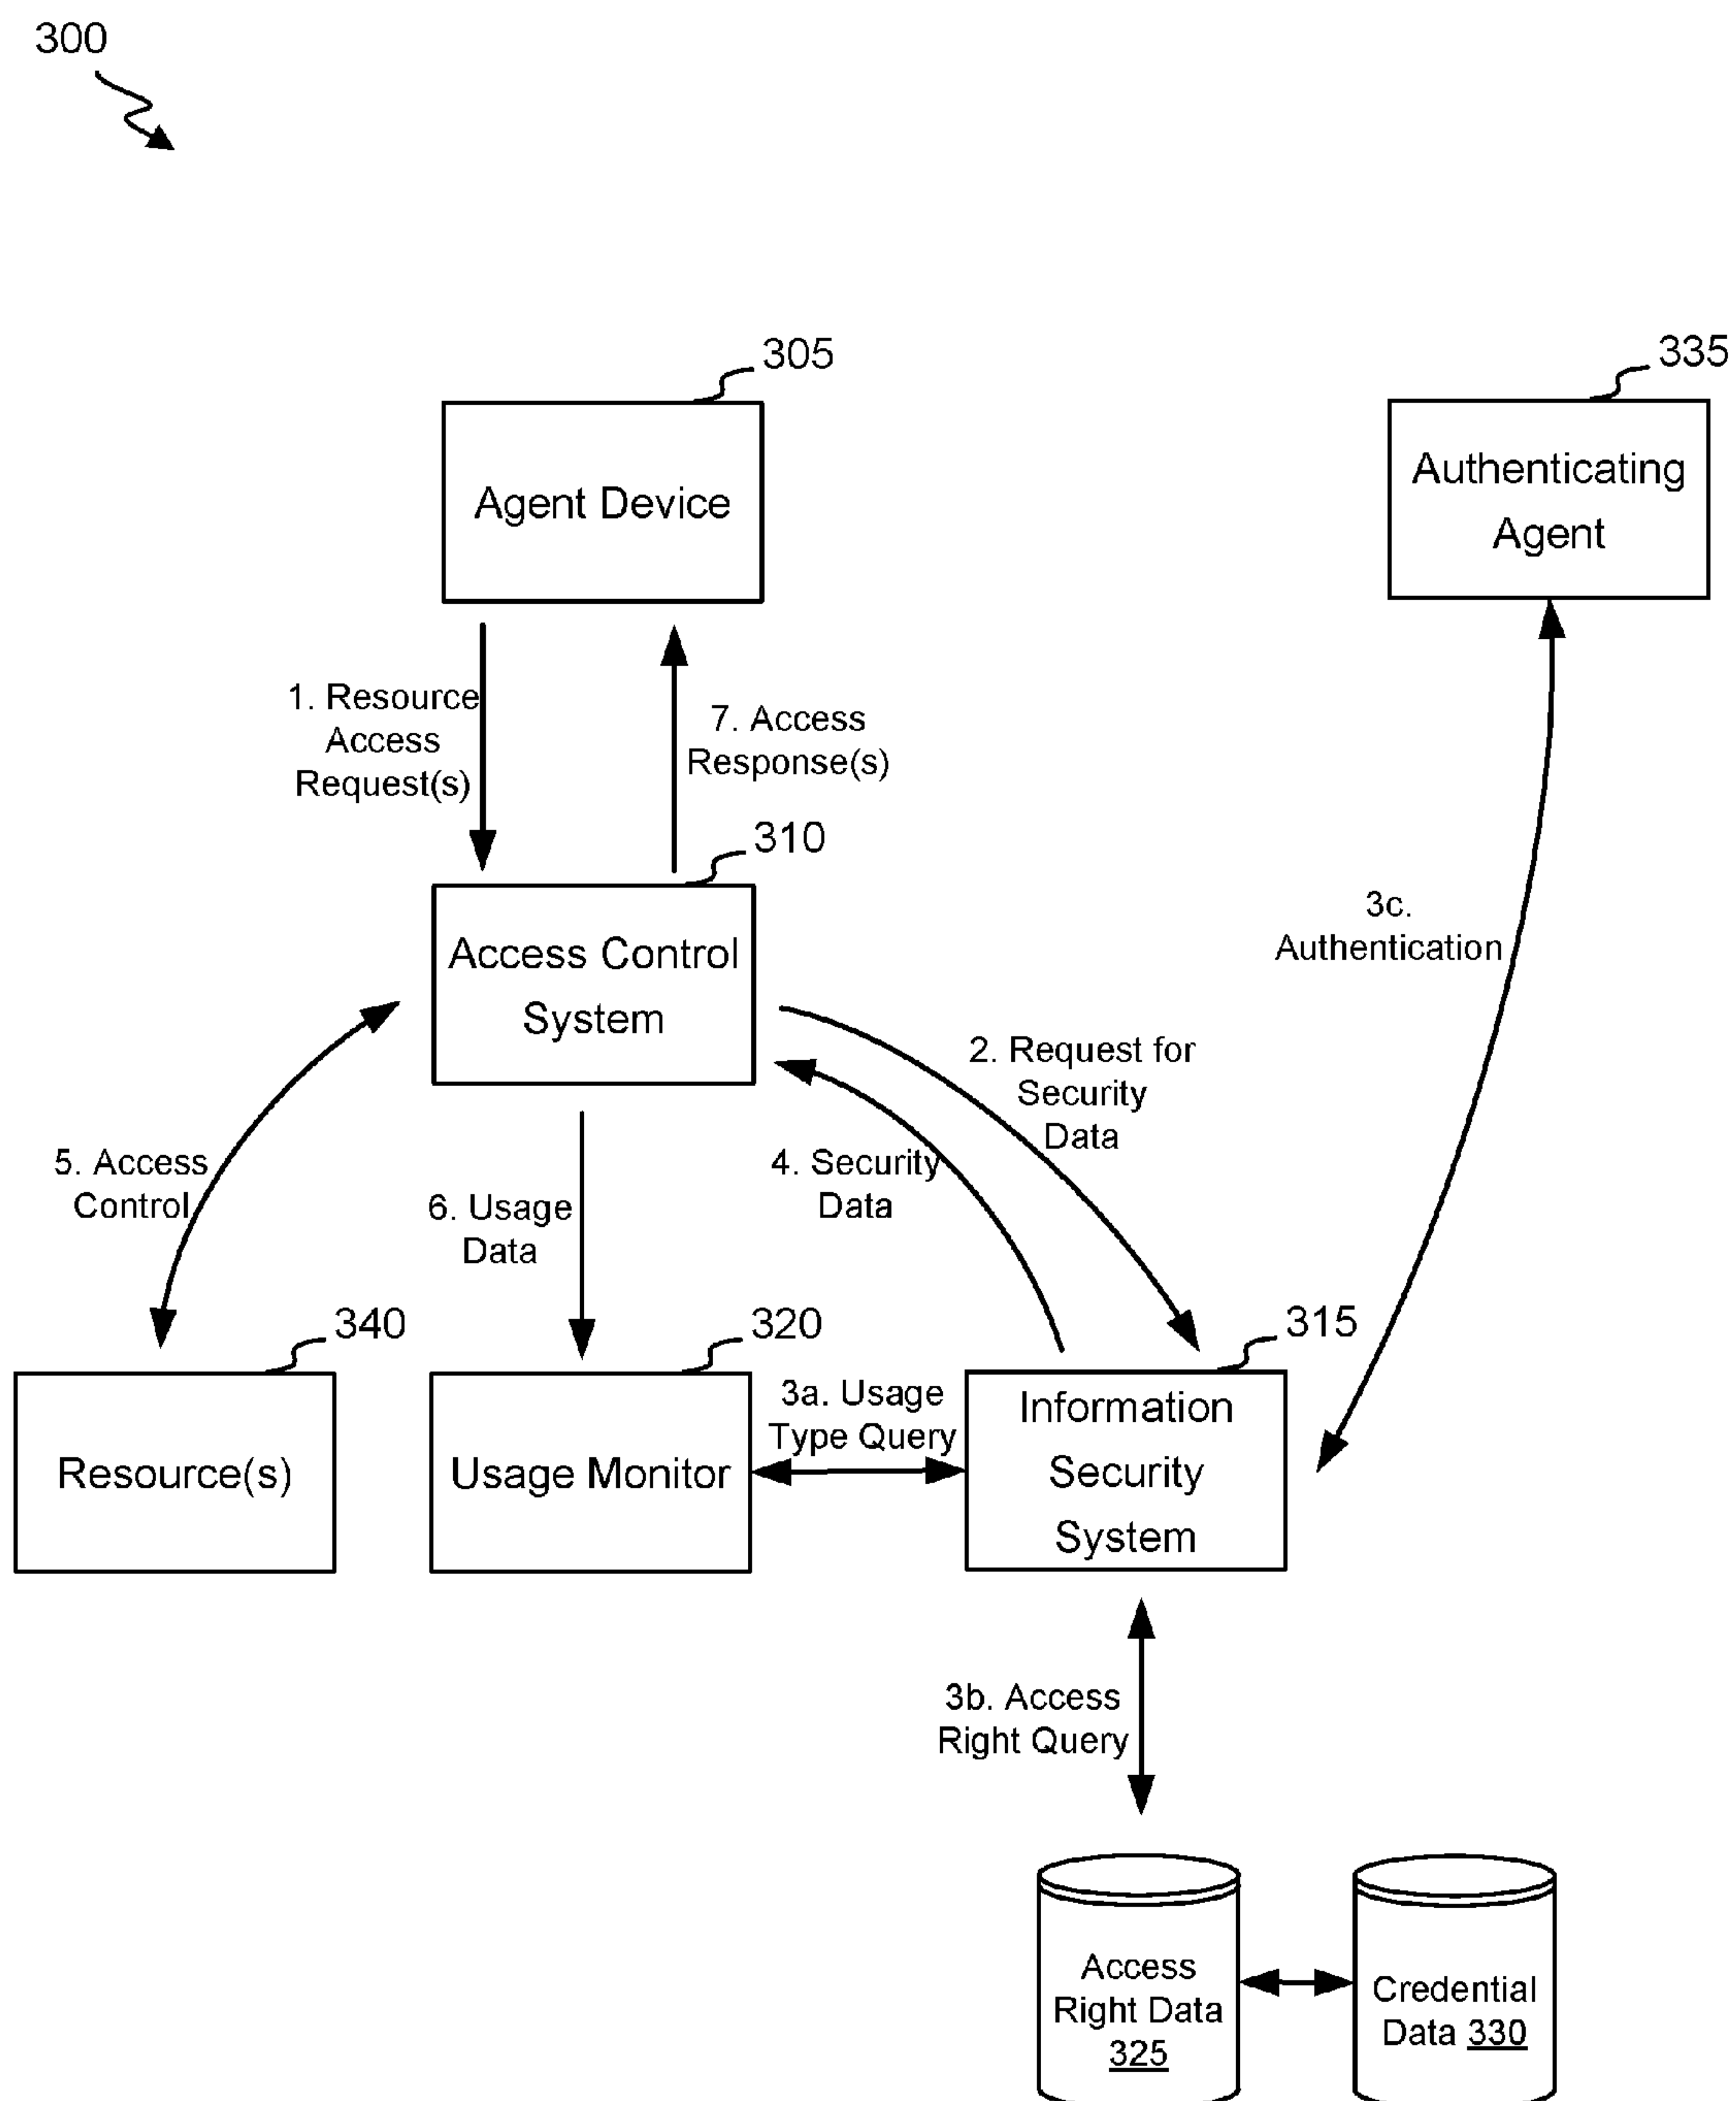 300
305
335
Agent Device
Authenticating
Agent
1. Resource
Access
Request(s)
7. Access
Response(s)
310
Access Control
System
3c.
Authentication
2. Request for
Security
Data
4. Security
Data
5. Access
Control
6. Usage
Data
340
320
315
Resource(s)
Usage Monitor
3a. Usage
Type Query
Information
Security
System
3b. Access
Right Query
Access
Right Data
325
Credential
Data 330